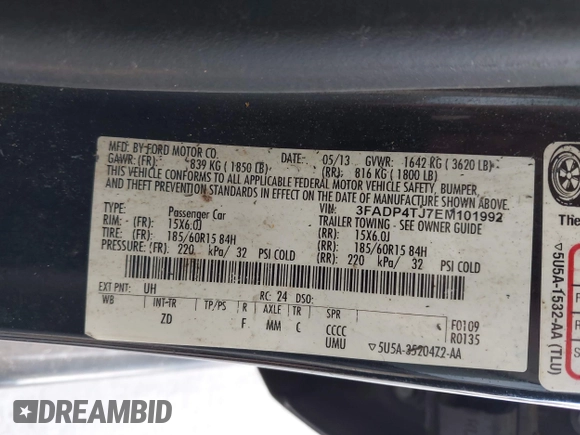 MFD. BY FORD MOTOR CO. DATE: 05/13 GVWR: 1642 KG ( 3620 LB)
GAWR: (FR): 839 KG ( 1850 LB) (RR): 816 KG ( 1800 LB)
THIS VEHICLE CONFORMS TO ALL APPLICABLE FEDERAL MOTOR VEHICLE SAFETY, BUMPER,
AND THEFT PREVENTION STANDARDS IN EFFECT ON THE DATE OF MANUFACTURE SHOWN ABOVE.
VIN: 3FADP4TJ7EM101992
TYPE: Passenger Car TRAILER TOWING - SEE OWNER GUIDE
RIM: (FR): 15X6.0J (RR): 15X6.0J
TIRE: (FR): 185/60R15 84H (RR): 185/60R15 84H
PRESSURE: (FR): 220 kPa/ 32 PSI COLD (RR): 220 kPa/ 32 PSI COLD
EXT PNT: UH RC: 24 DSO:
WB INT-TR TP/PS R AXLE TR SPR
ZD F MM C CCCC F0109
UMU R0135
▽5U5A-3520472-AA
The
▽5U5A-1532-AA (TLU)
DREAMBID